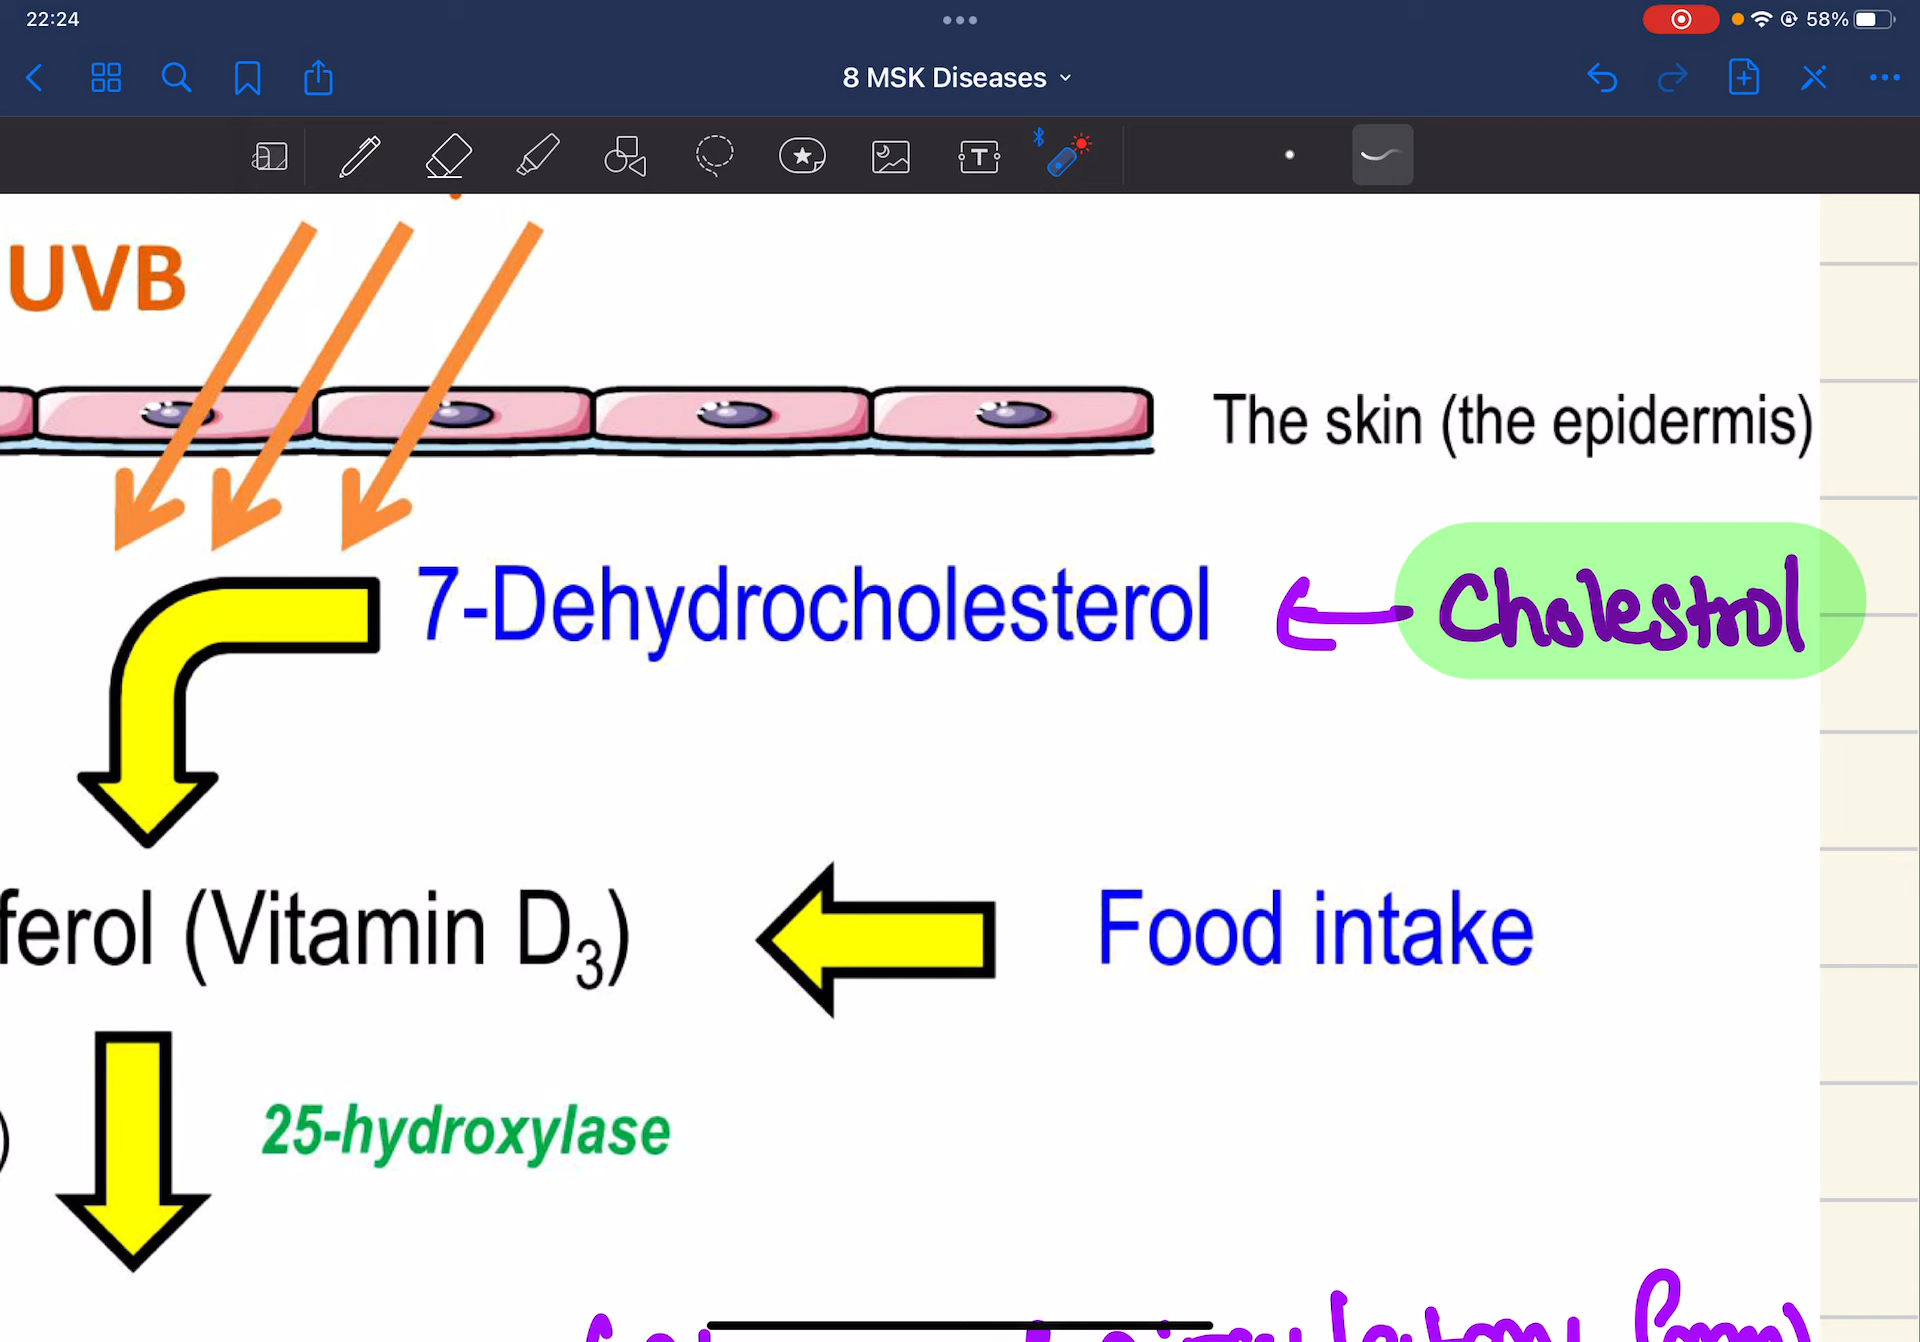 22:24
58%
8 MSK Diseases
UVB
The skin (the epidermis)
7-Dehydrocholesterol
Cholestrol
ferol (Vitamin D₃)
Food intake
)
25-hydroxylase